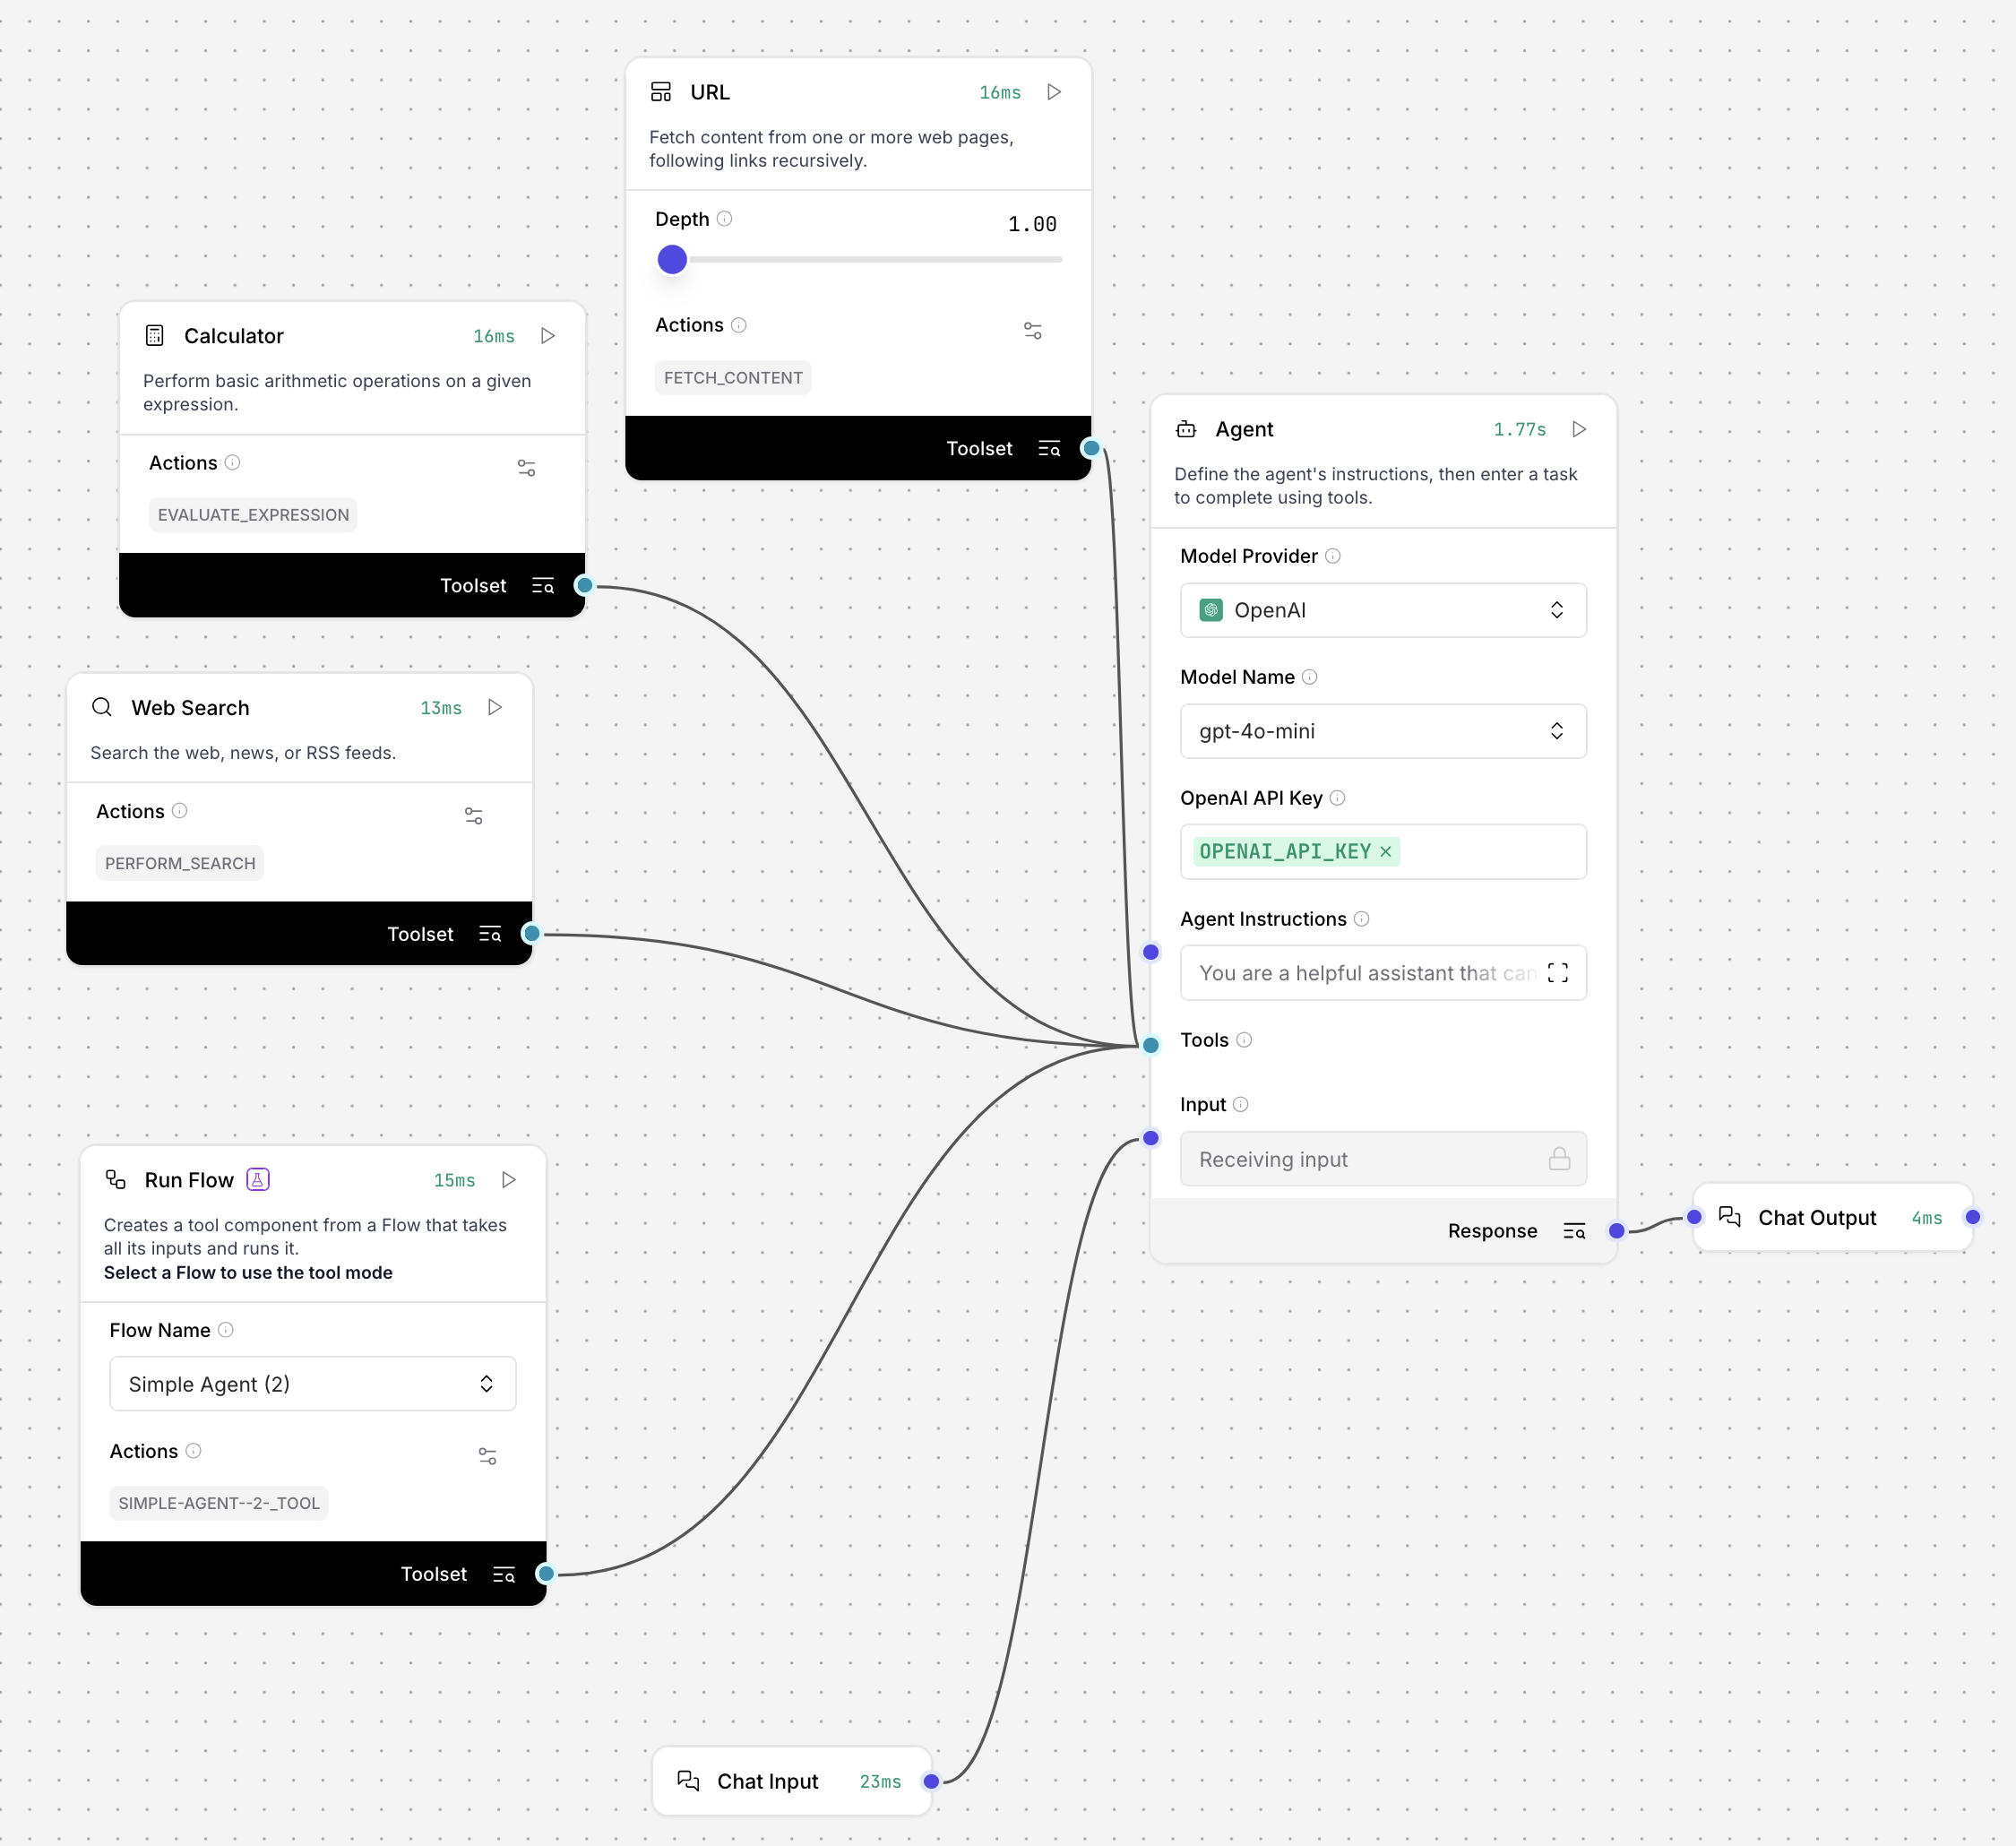 URL
16ms
Fetch content from one or more web pages,
following links recursively.
Depth
1.00
Actions
FETCH_CONTENT
Toolset
Calculator
16ms
Perform basic arithmetic operations on a given
expression.
Actions
EVALUATE_EXPRESSION
Toolset
Web Search
13ms
Search the web, news, or RSS feeds.
Actions
PERFORM_SEARCH
Toolset
Run Flow
15ms
Creates a tool component from a Flow that takes
all its inputs and runs it.
Select a Flow to use the tool mode
Flow Name
Simple Agent (2)
Actions
SIMPLE-AGENT--2-_TOOL
Toolset
Chat Input
23ms
Agent
1.77s
Define the agent's instructions, then enter a task
to complete using tools.
Model Provider
OpenAI
Model Name
gpt-4o-mini
OpenAI API Key
OPENAI_API_KEY
Agent Instructions
You are a helpful assistant that can
Tools
Input
Receiving input
Response
Chat Output
4ms